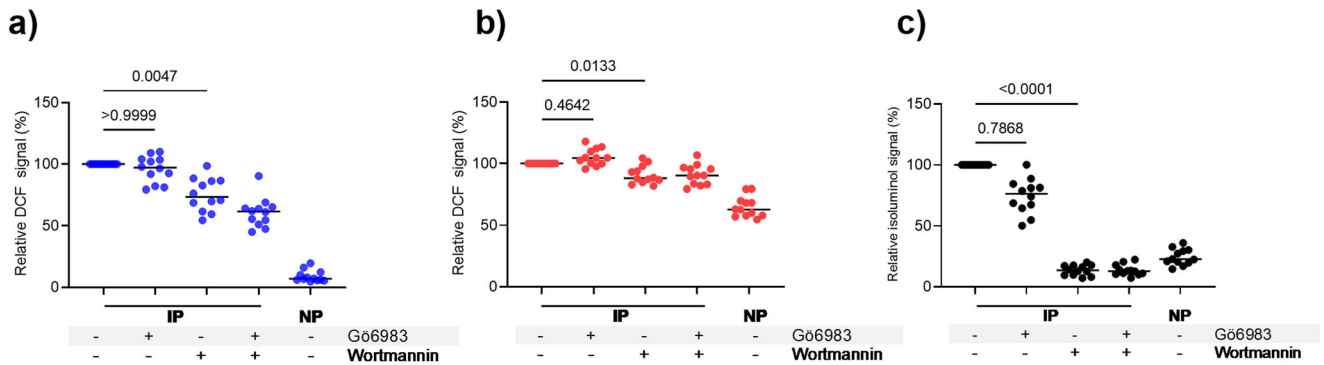 a)
0.0047
>0.9999
Relative DCF signal (%)
150
100
50
0
IP NP
- + - + - Gö6983
- - + + - Wortmannin
b)
0.0133
0.4642
Relative DCF signal (%)
150
100
50
0
IP NP
- + - + - Gö6983
- - + + - Wortmannin
c)
<0.0001
0.7868
Relative isoluminol signal (%)
150
100
50
0
IP NP
- + - + - Gö6983
- - + + - Wortmannin